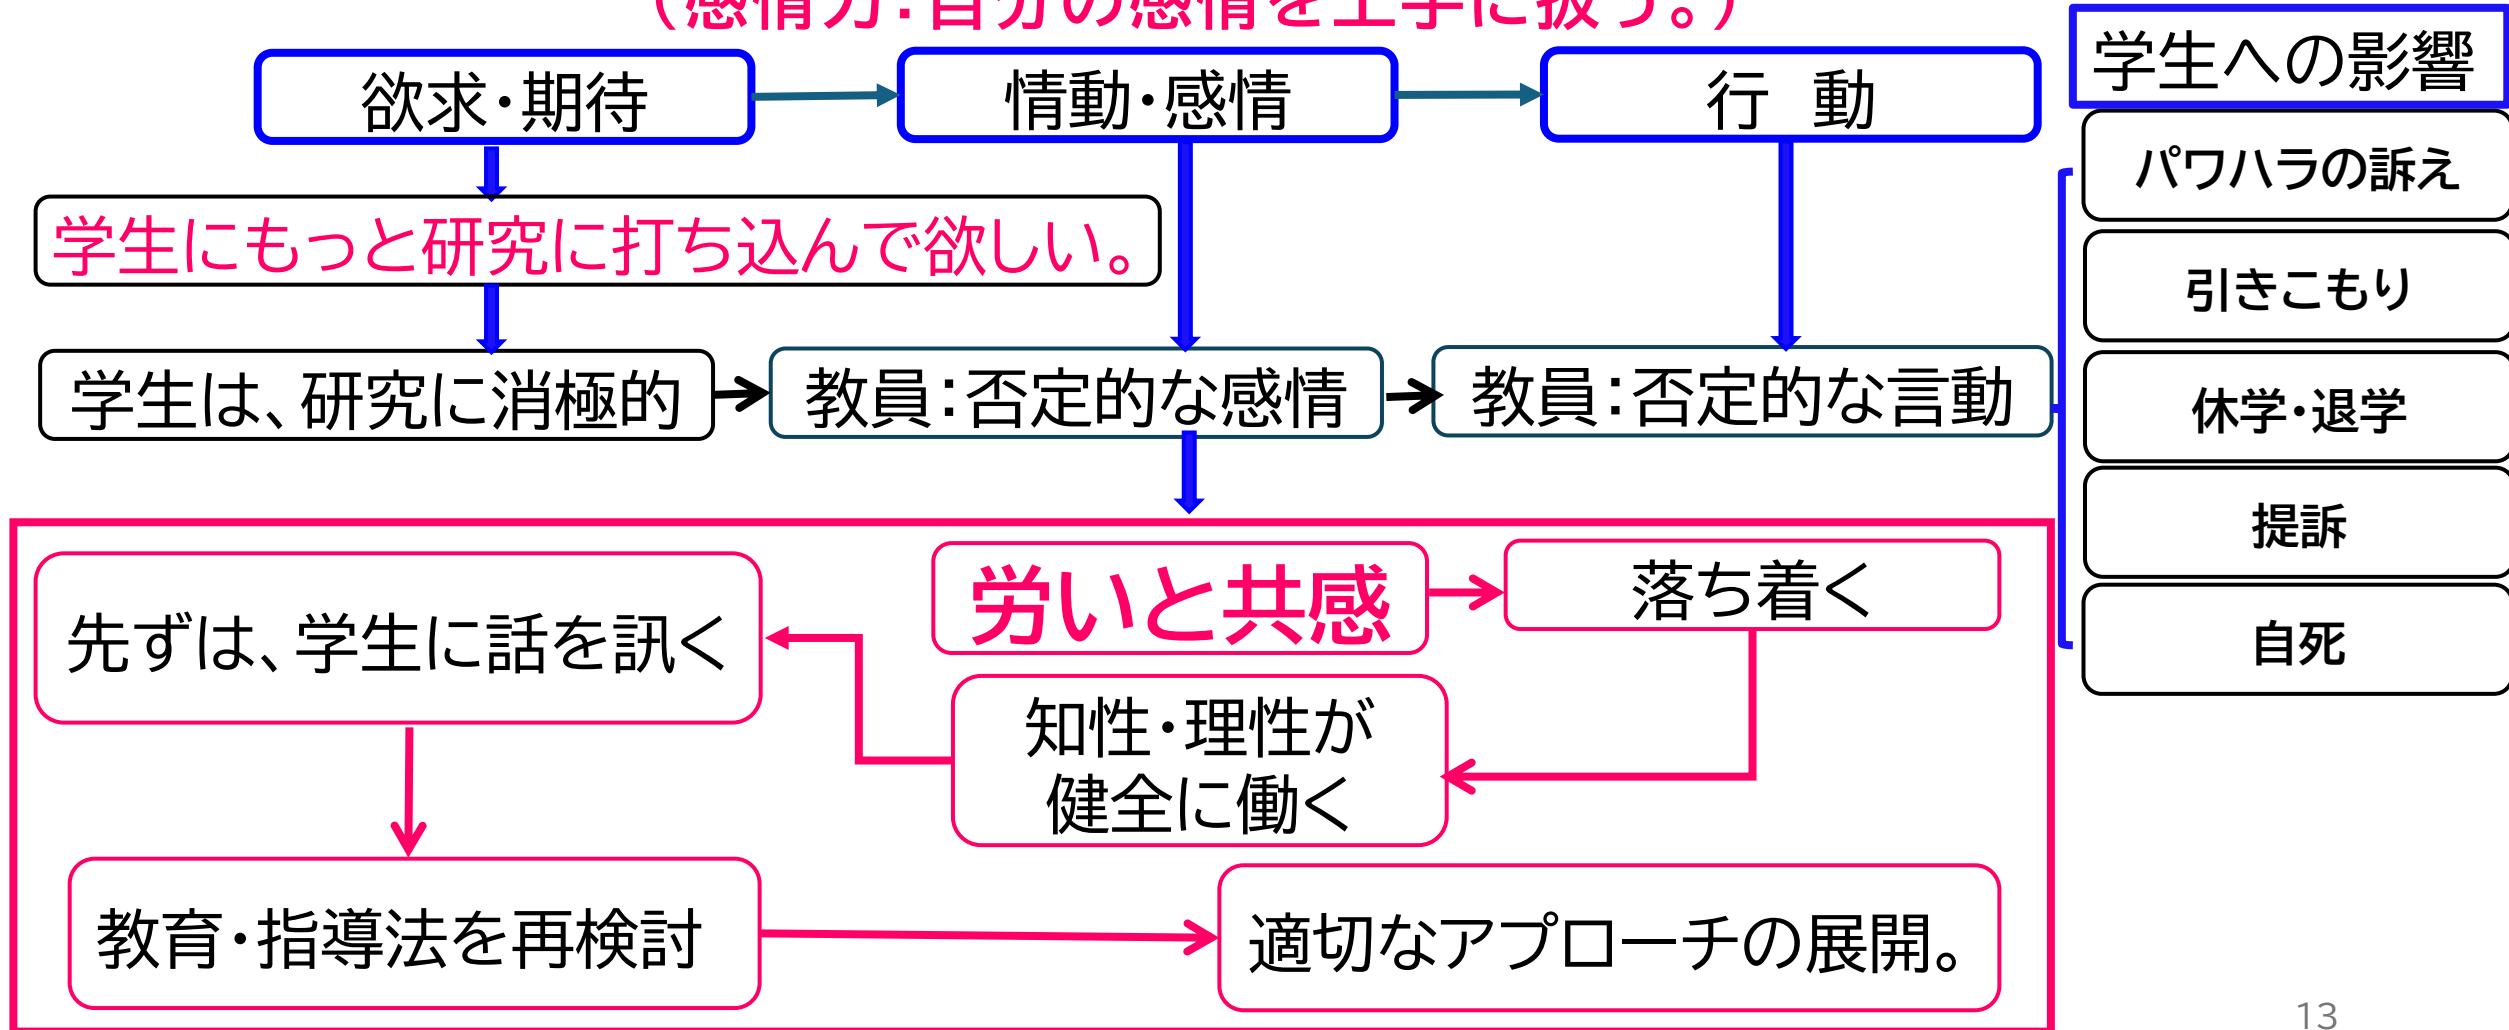 欲求・期待
情動・感情
行 動
学生への影響
パワハラの訴え
学生にもっと研究に打ち込んで欲しい。
引きこもり
学生は、研究に消極的
教員:否定的な感情
教員:否定的な言動
休学・退学
提訴
労いと共感
落ち着く
先ずは、学生に話を訊く
自死
知性・理性が
健全に働く
教育・指導法を再検討
適切なアプローナの展開。
13